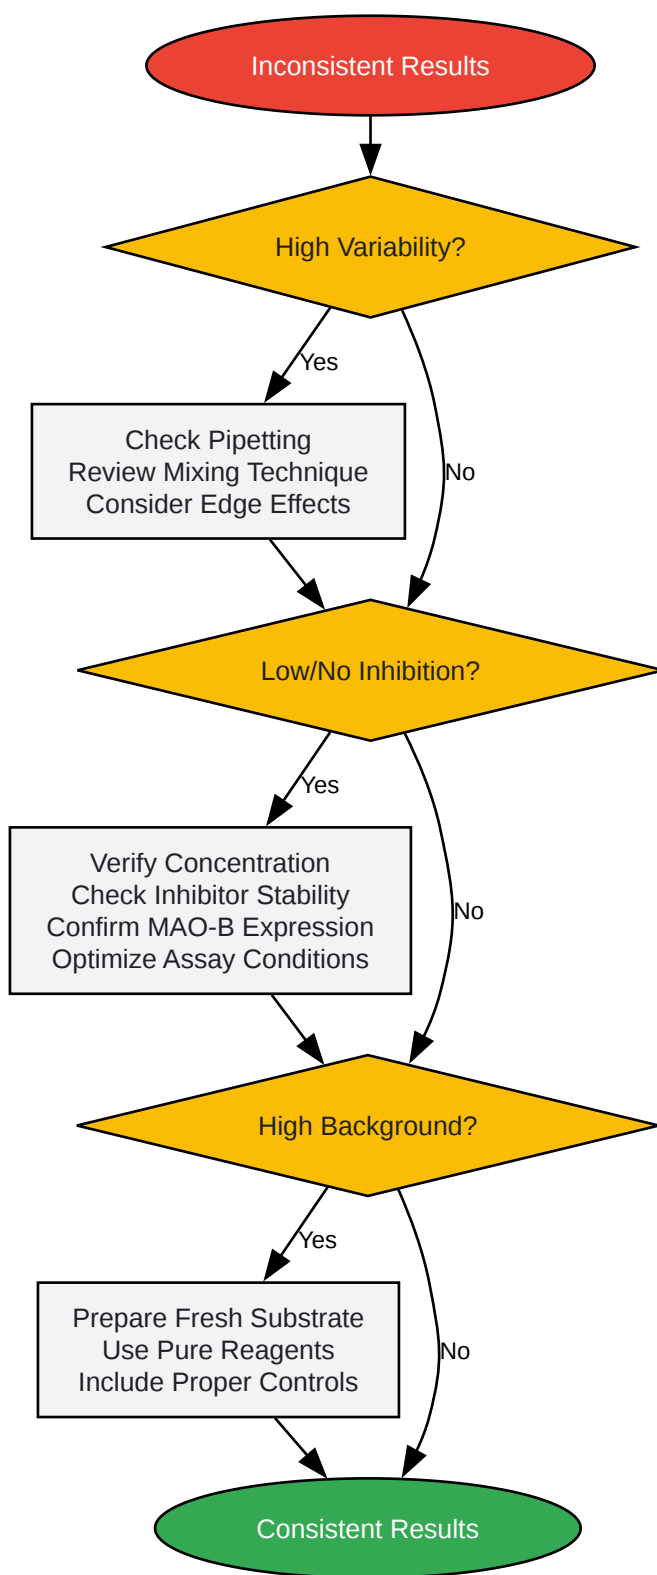 Inconsistent Results
High Variability?
Yes
Check Pipetting
Review Mixing Technique
Consider Edge Effects
No
Low/No Inhibition?
Yes
Verify Concentration
Check Inhibitor Stability
Confirm MAO-B Expression
Optimize Assay Conditions
No
High Background?
Yes
Prepare Fresh Substrate
Use Pure Reagents
Include Proper Controls
No
Consistent Results